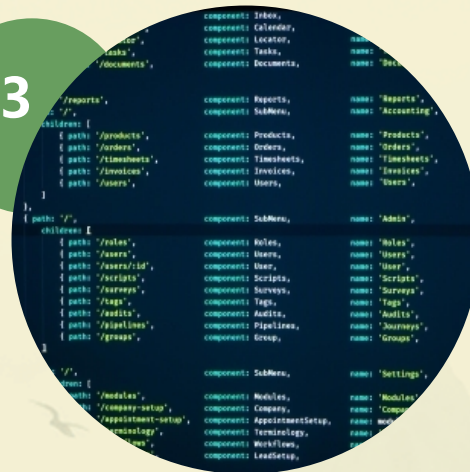 component: Inbox,
component: Calendar,
component: Locator,
'/tasks', component: Tasks, name:
'/documents', component: Documents, name:
3
'/reports', component: Reports, name: 'Reports',
'/', component: SubMenu, name: 'Accounting',
children: [
{ path: '/products', component: Products, name: 'Products',
{ path: '/orders', component: Orders, name: 'Orders',
{ path: '/timesheets', component: Timesheets, name: 'Timesheets',
{ path: '/invoices', component: Invoices, name: 'Invoices',
{ path: '/users', component: Users, name: 'Users',
]
},
{ path: '/', component: SubMenu, name: 'Admin',
children: [
{ path: '/roles', component: Roles, name: 'Roles',
{ path: '/users', component: Users, name: 'Users',
{ path: '/users/:id', component: User, name: 'User',
{ path: '/scripts', component: Scripts, name: 'Scripts',
{ path: '/surveys', component: Surveys, name: 'Surveys',
{ path: '/tags', component: Tags, name: 'Tags',
{ path: '/audits', component: Audits, name: 'Audits',
{ path: '/pipelines', component: Pipelines, name: 'Journeys',
{ path: '/groups', component: Group, name: 'Groups',
]
'/', component: SubMenu, name: 'Settings',
[
'/modules', component: Modules, name: 'Modules'
'/company-setup', component: Company, name:
'/appointment-setup', component: AppointmentSetup,
component: Terminology,
component: Workflows,
component: LeadSetup,